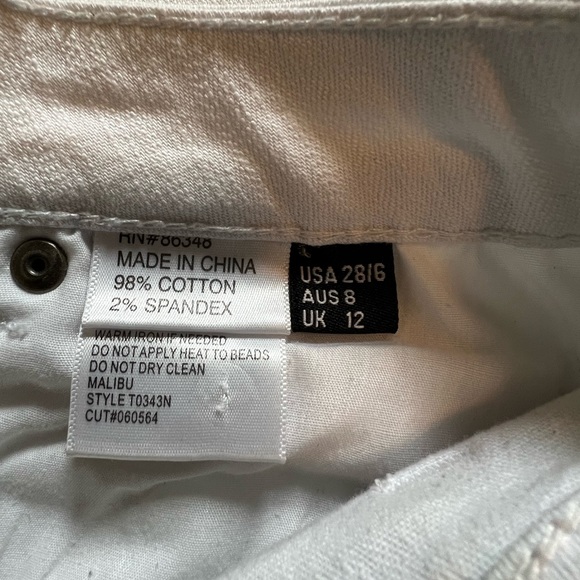 RN#86348
MADE IN CHINA
98% COTTON
2% SPANDEX
WARM IRON IF NEEDED
DO NOT APPLY HEAT TO BEADS
DO NOT DRY CLEAN
MALIBU
STYLE T0343N
CUT#060564
USA 28/6
AUS 8
UK 12